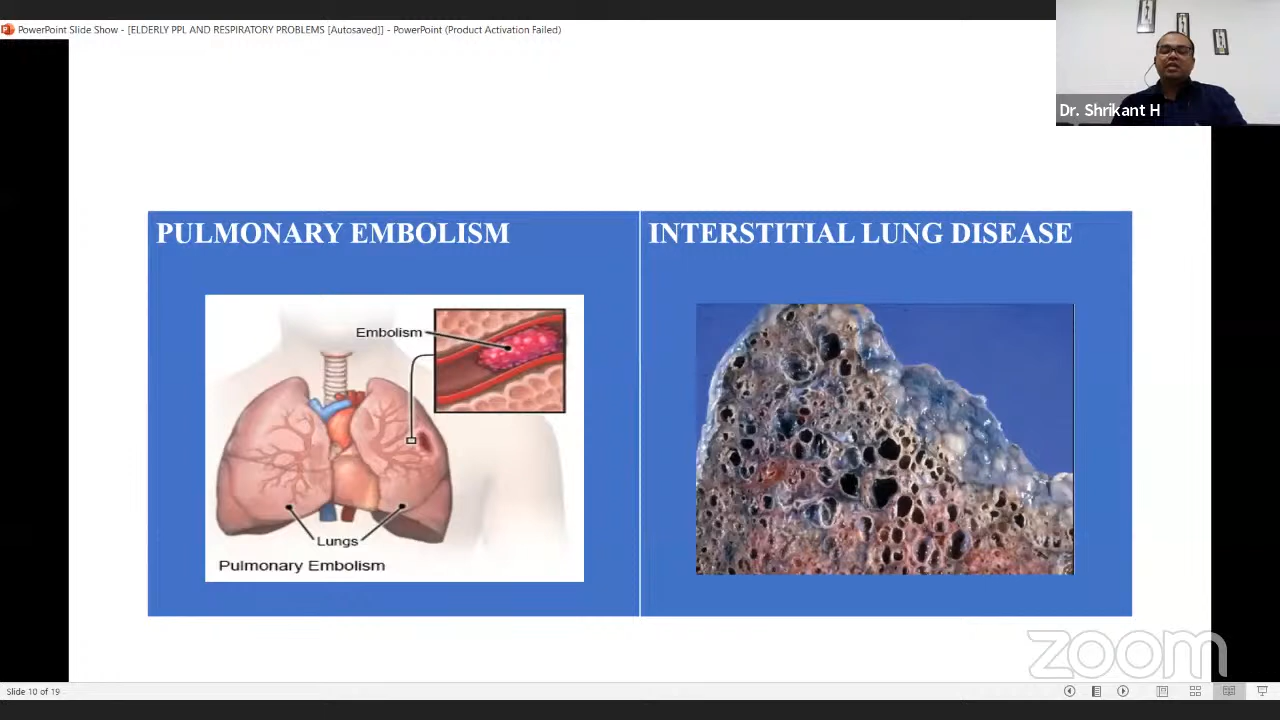 PowerPoint Slide Show - [ELDERLY PPL AND RESPIRATORY PROBLEMS [Autosaved]] - PowerPoint (Product Activation Failed)
Dr. Shrikant H
PULMONARY EMBOLISM
INTERSTITIAL LUNG DISEASE
Embolism
Lungs
Pulmonary Embolism
zoom
Slide 10 of 19